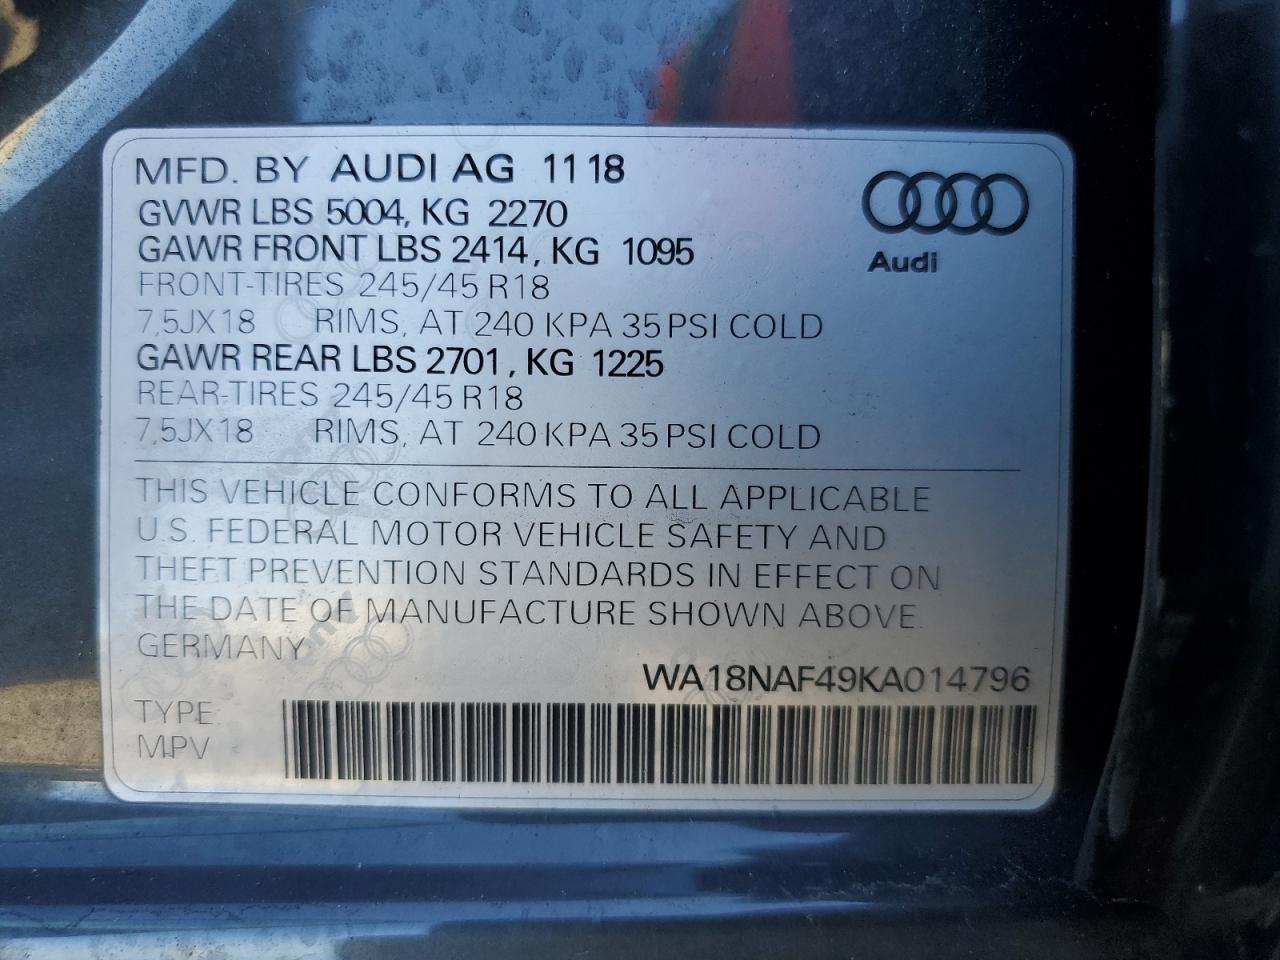 MFD. BY AUDI AG 11 18
GVWR LBS 5004, KG 2270
GAWR FRONT LBS 2414, KG 1095
FRONT-TIRES 245/45 R18
7,5JX18 RIMS, AT 240 KPA 35 PSI COLD
GAWR REAR LBS 2701, KG 1225
REAR-TIRES 245/45 R18
7,5JX18 RIMS, AT 240 KPA 35 PSI COLD
Audi
THIS VEHICLE CONFORMS TO ALL APPLICABLE
U.S. FEDERAL MOTOR VEHICLE SAFETY AND
THEFT PREVENTION STANDARDS IN EFFECT ON
THE DATE OF MANUFACTURE SHOWN ABOVE.
GERMANY
WA18NAF49KA014796
TYPE:
MPV